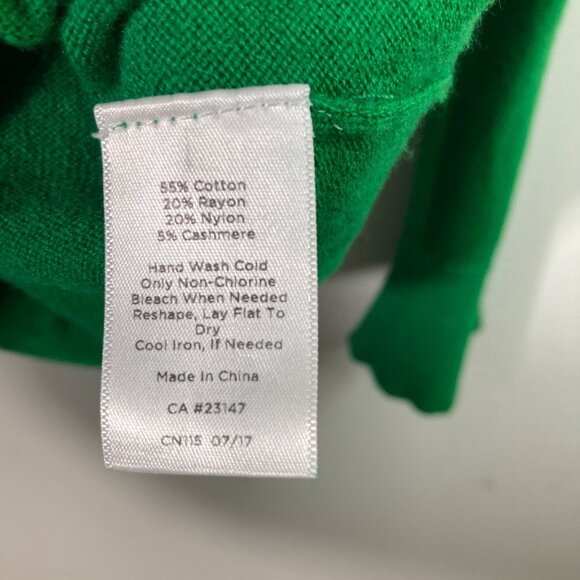 55% Cotton
20% Rayon
20% Nylon
5% Cashmere
Hand Wash Cold
Only Non-Chlorine
Bleach When Needed
Reshape, Lay Flat To
Dry
Cool Iron, If Needed
Made In China
CA #23147
CN115 07/17